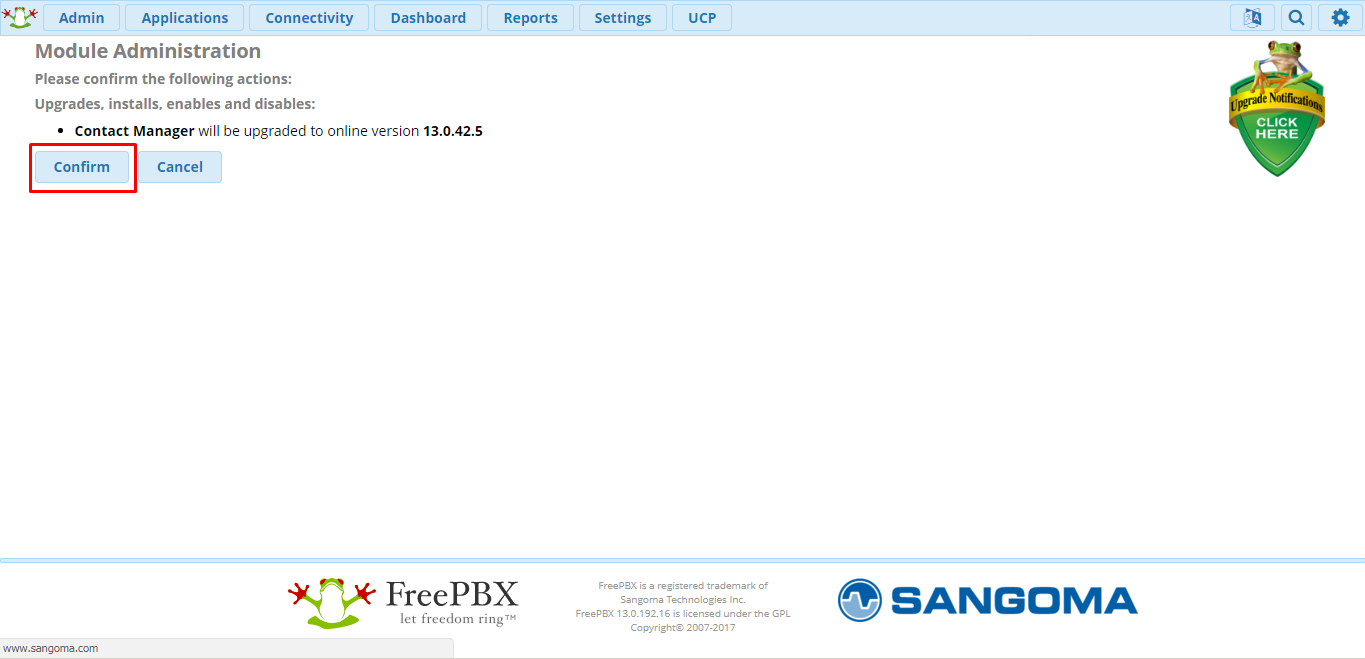 Admin Applications Connectivity Dashboard Reports Settings UCP
Module Administration
Please confirm the following actions:
Upgrades, installs, enables and disables:
• Contact Manager will be upgraded to online version 13.0.42.5
Confirm Cancel
Upgrade Notifications
CLICK
HERE
FreePBX
let freedom ring™
FreePBX is a registered trademark of
Sangoma Technologies Inc.
FreePBX 13.0.192.16 is licensed under the GPL
Copyright© 2007-2017
SANGOMA
www.sangoma.com